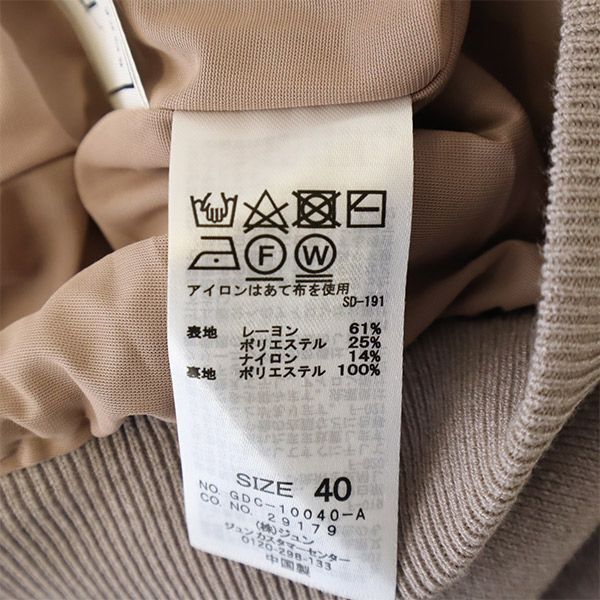 F W
アイロンはあて布を使用
SD-191
表地 レーヨン 61%
ポリエステル 25%
ナイロン 14%
裏地 ポリエステル 100%
SIZE 40
NO. GDC-10040-A
CO. NO. 29179
(株)ジュン
ジュン カスタマーセンター
0120-298-133
中国製